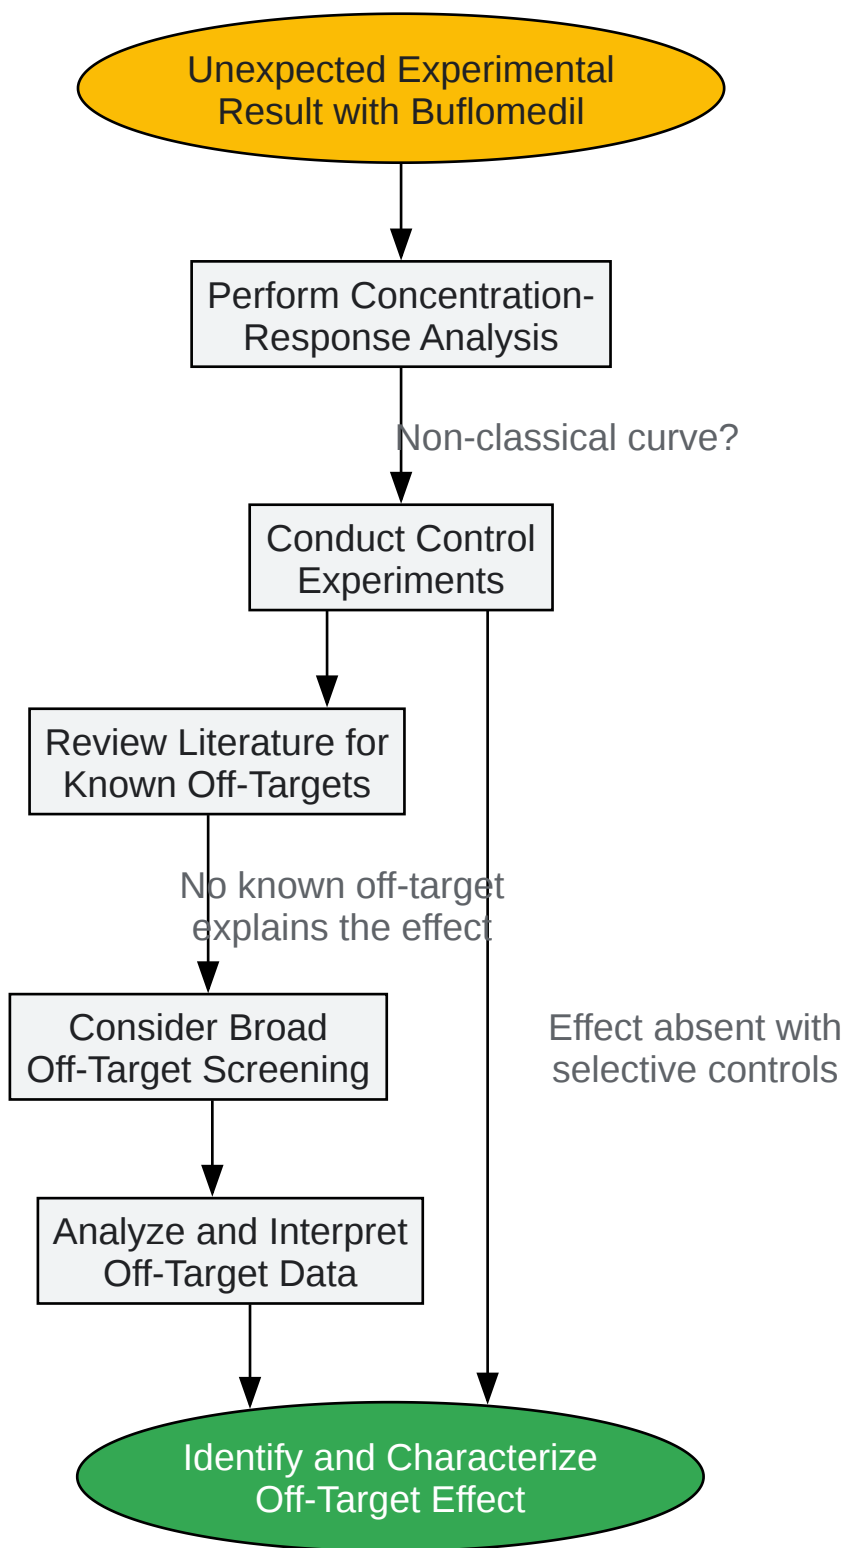 Unexpected Experimental
Result with Buflomedil
Perform Concentration-
Response Analysis
Non-classical curve?
Conduct Control
Experiments
Review Literature for
Known Off-Targets
No known off-target
explains the effect
Consider Broad
Off-Target Screening
Effect absent with
selective controls
Analyze and Interpret
Off-Target Data
Identify and Characterize
Off-Target Effect